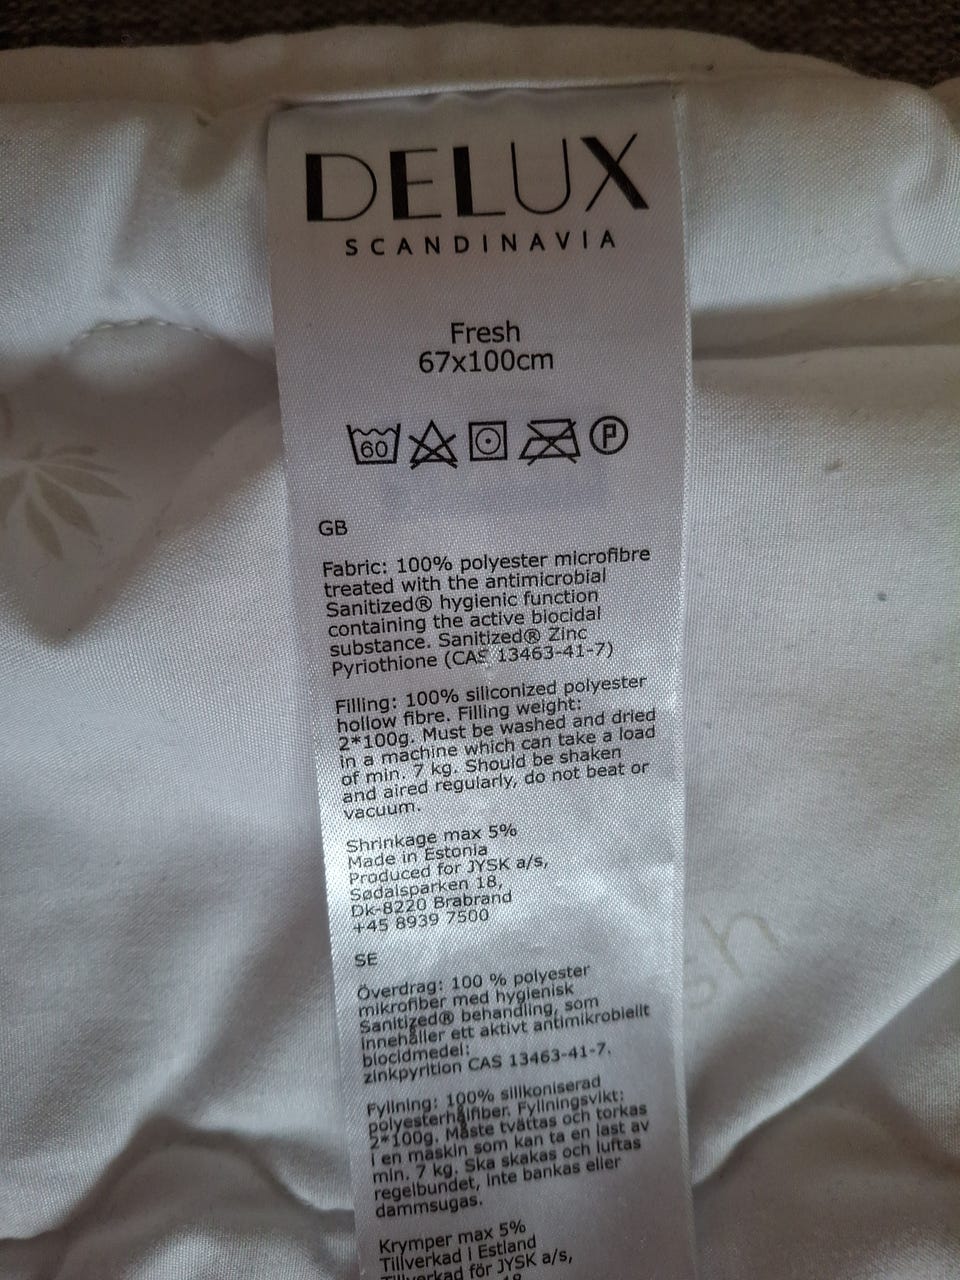 DELUX
SCANDINAVIA
Fresh
67x100cm
60
P
GB
Fabric: 100% polyester microfibre
treated with the antimicrobial
Sanitized® hygienic function
containing the active biocidal
substance. Sanitized® Zinc
Pyriothione (CAS 13463-41-7)
Filling: 100% siliconized polyester
hollow fibre. Filling weight:
2*100g. Must be washed and dried
in a machine which can take a load
of min. 7 kg. Should be shaken
and aired regularly, do not beat or
vacuum.
Shrinkage max 5%
Made in Estonia
Produced for JYSK a/s,
Sødalsparken 18,
Dk-8220 Brabrand
+45 8939 7500
SE
Överdrag: 100 % polyester
mikrofiber med hygienisk
Sanitized® behandling, som
innehåller ett aktivt antimikrobiellt
biocidmedel:
zinkpyrition CAS 13463-41-7.
Fyllning: 100% silikoniserad
polyesterhålfiber. Fyllningsvikt:
2*100g. Måste tvättas och torkas
i en maskin som kan ta en last av
min. 7 kg. Ska skakas och luftas
regelbundet, inte bankas eller
dammsugas.
Krymper max 5%
Tillverkad i Estland
Tillverkad för JYSK a/s,
18
sh